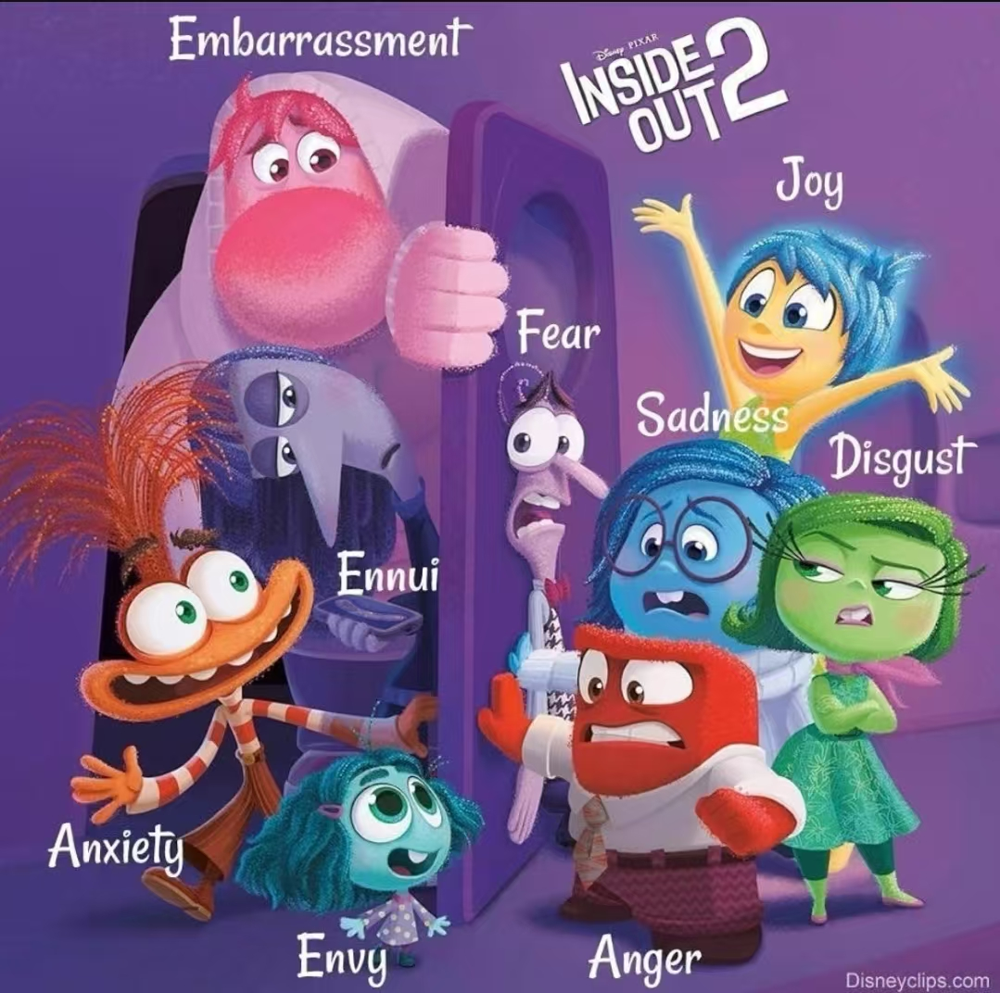 Embarrassment
Disney PIXAR
INSIDE
OUT 2
Joy
Fear
Sadness
Disgust
Ennui
Anxiety
Envy
Anger
Disneyclips.com